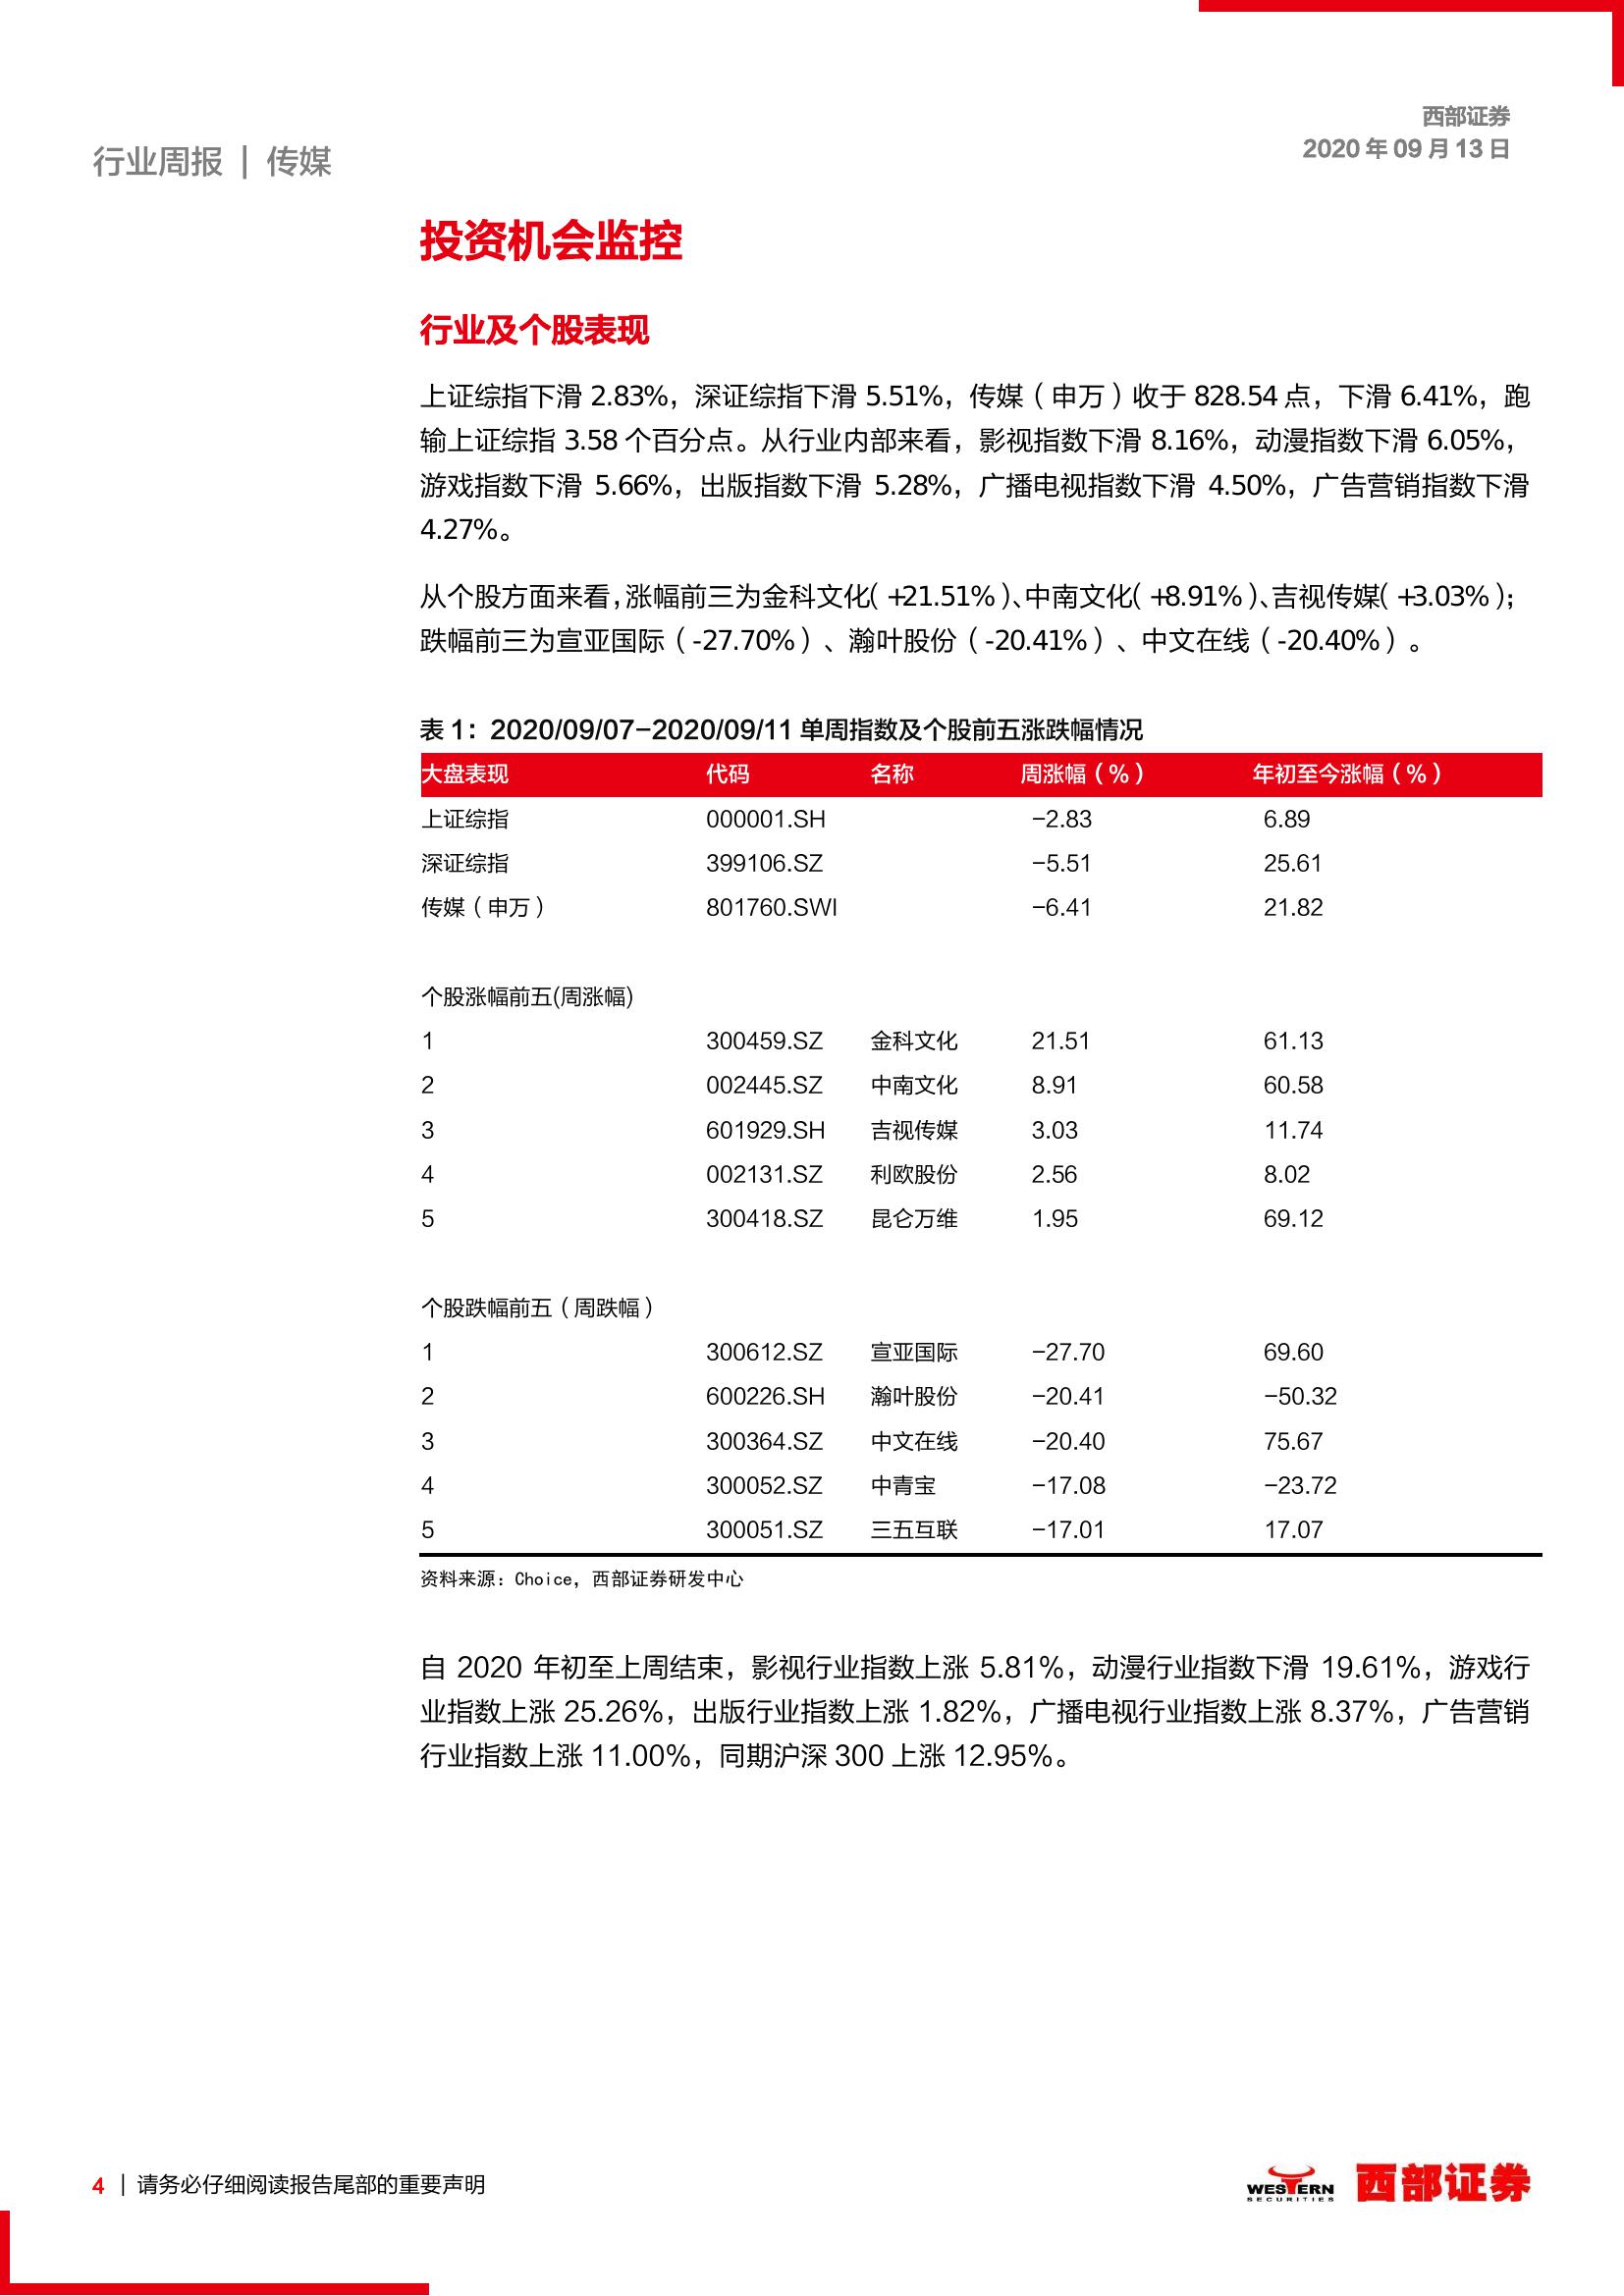 西部证券
2020 年 09 月 13 日
行业周报 | 传媒
投资机会监控
行业及个股表现
上证综指下滑 2.83%，深证综指下滑 5.51%，传媒（申万）收于 828.54 点，下滑 6.41%，跑
输上证综指 3.58 个百分点。从行业内部来看，影视指数下滑 8.16%，动漫指数下滑 6.05%，
游戏指数下滑 5.66%，出版指数下滑 5.28%，广播电视指数下滑 4.50%，广告营销指数下滑
4.27%。
从个股方面来看，涨幅前三为金科文化（+21.51%）、中南文化（+8.91%）、吉视传媒（+3.03%）；
跌幅前三为宣亚国际（-27.70%）、瀚叶股份（-20.41%）、中文在线（-20.40%）。
表 1：2020/09/07-2020/09/11 单周指数及个股前五涨跌幅情况
大盘表现 代码 名称 周涨幅（%） 年初至今涨幅（%）
上证综指 000001.SH -2.83 6.89
深证综指 399106.SZ -5.51 25.61
传媒（申万） 801760.SWI -6.41 21.82
个股涨幅前五(周涨幅)
1 300459.SZ 金科文化 21.51 61.13
2 002445.SZ 中南文化 8.91 60.58
3 601929.SH 吉视传媒 3.03 11.74
4 002131.SZ 利欧股份 2.56 8.02
5 300418.SZ 昆仑万维 1.95 69.12
个股跌幅前五（周跌幅）
1 300612.SZ 宣亚国际 -27.70 69.60
2 600226.SH 瀚叶股份 -20.41 -50.32
3 300364.SZ 中文在线 -20.40 75.67
4 300052.SZ 中青宝 -17.08 -23.72
5 300051.SZ 三五互联 -17.01 17.07
资料来源：Choice，西部证券研发中心
自 2020 年初至上周结束，影视行业指数上涨 5.81%，动漫行业指数下滑 19.61%，游戏行
业指数上涨 25.26%，出版行业指数上涨 1.82%，广播电视行业指数上涨 8.37%，广告营销
行业指数上涨 11.00%，同期沪深 300 上涨 12.95%。
4 | 请务必仔细阅读报告尾部的重要声明
WESTERN
SECURITIES
西部证券